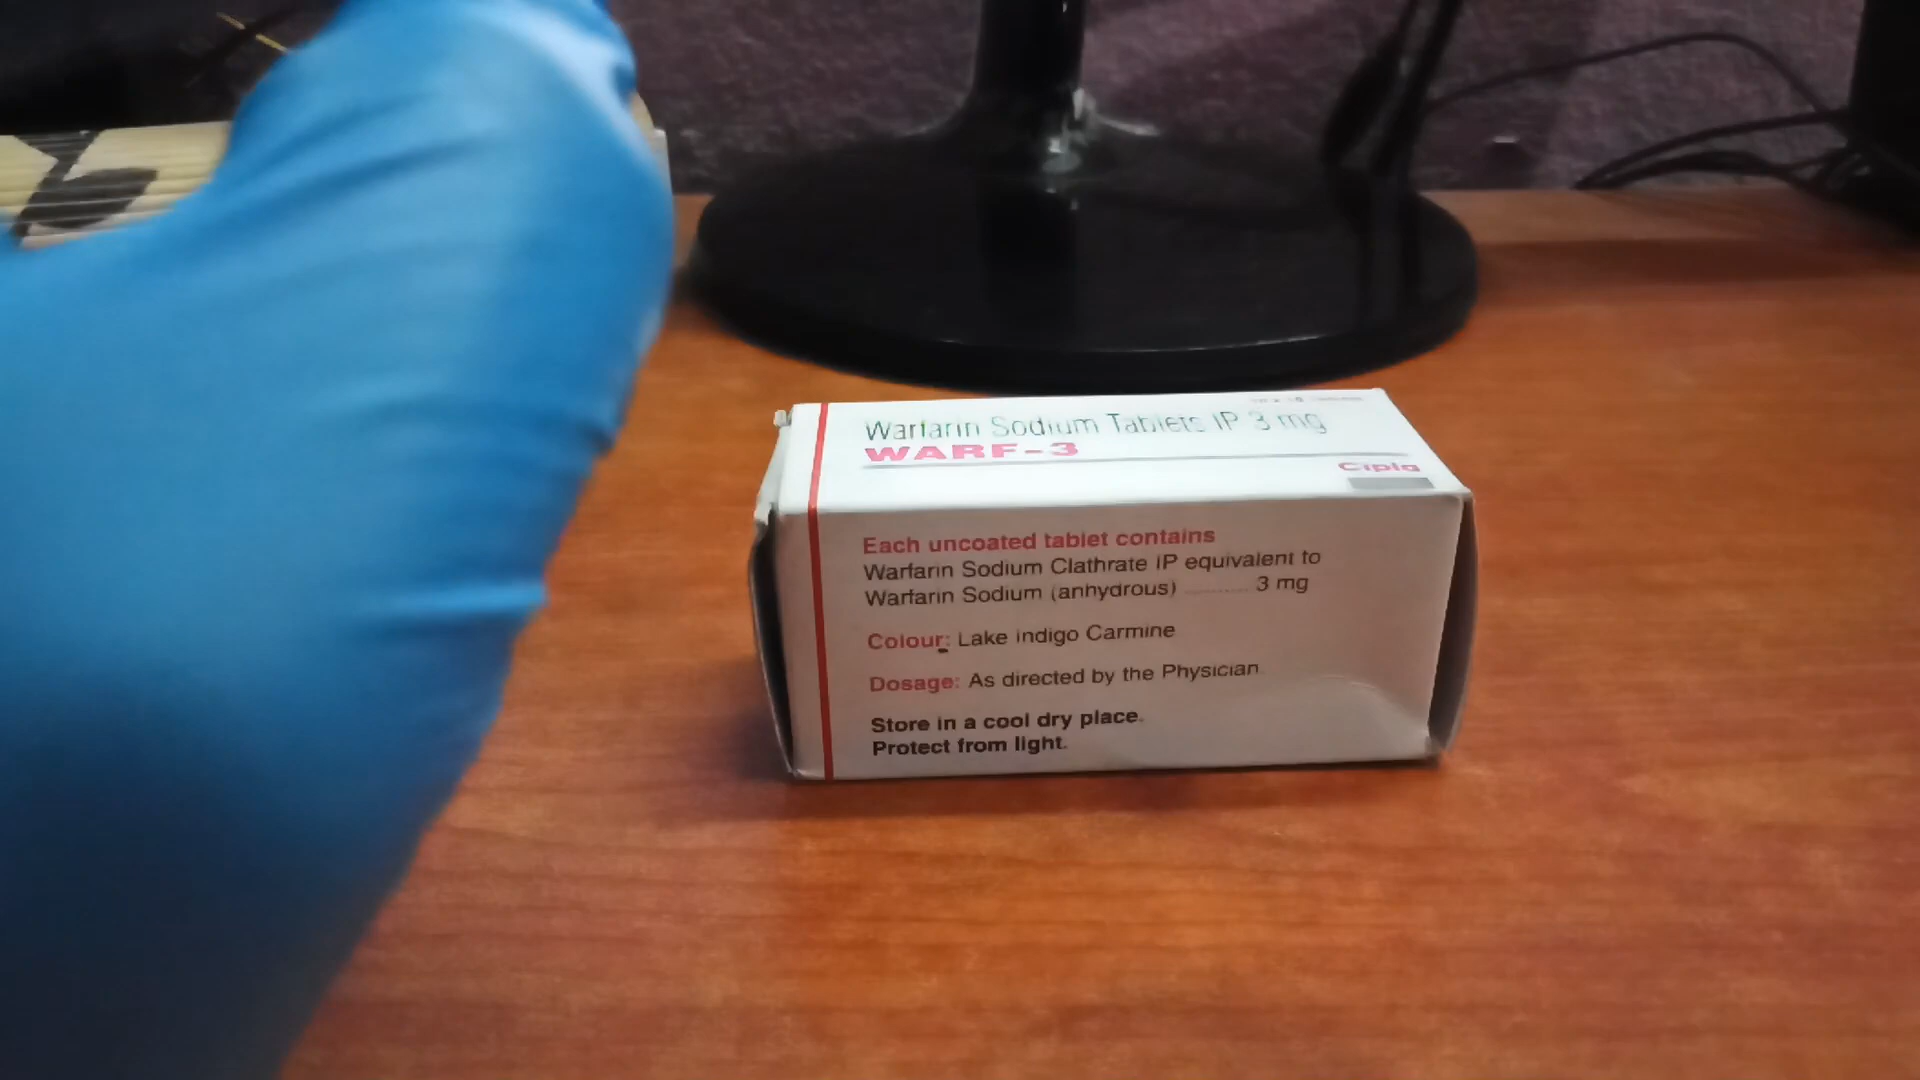 Warfarin Sodium Tablets IP 3 mg
WARF-3
Cipla
Each uncoated tablet contains
Warfarin Sodium Clathrate IP equivalent to
Warfarin Sodium (anhydrous) .......... 3 mg
Colour: Lake Indigo Carmine
Dosage: As directed by the Physician.
Store in a cool dry place.
Protect from light.